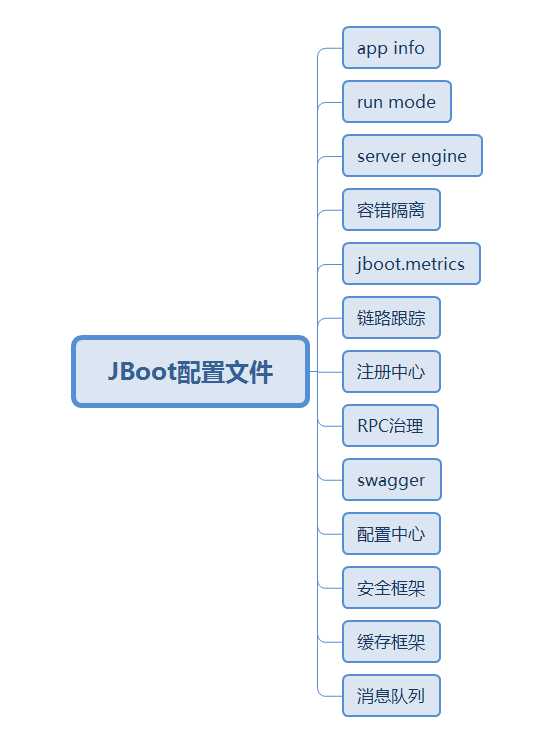 app info
run mode
server engine
容错隔离
jboot.metrics
链路跟踪
JBoot配置文件
注册中心
RPC治理
swagger
配置中心
安全框架
缓存框架
消息队列